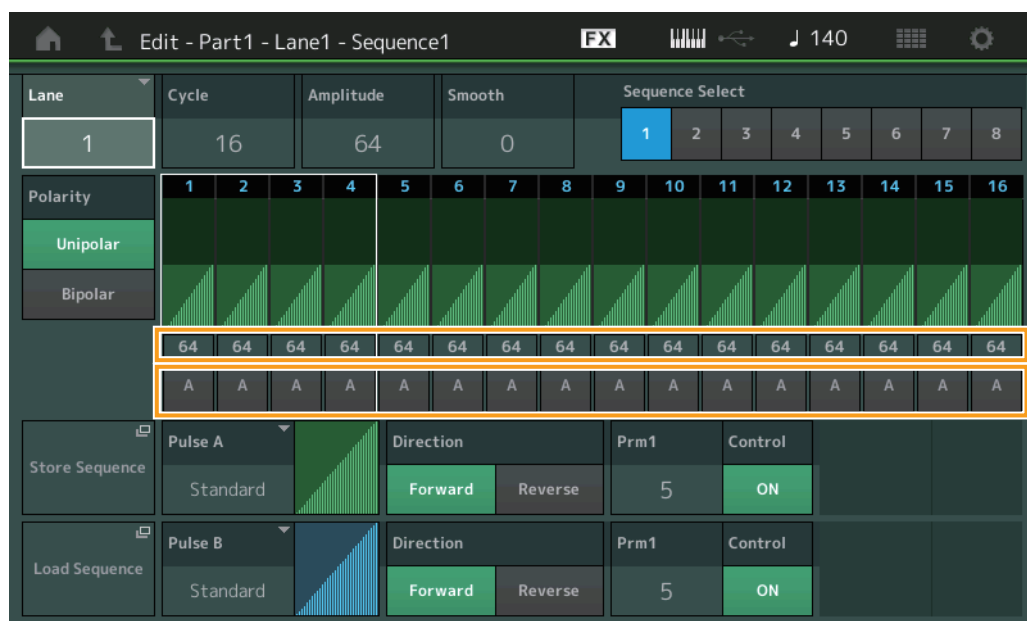 Edit - Part1 - Lane1 - Sequence1 FX ♩ 140
Lane Cycle Amplitude Smooth Sequence Select
1 16 64 0 1 2 3 4 5 6 7 8
Polarity 1 2 3 4 5 6 7 8 9 10 11 12 13 14 15 16
Unipolar
Bipolar
64 64 64 64 64 64 64 64 64 64 64 64 64 64 64 64
A A A A A A A A A A A A A A A A
Store Sequence
Pulse A Direction Prm1 Control
Standard Forward Reverse 5 ON
Load Sequence
Pulse B Direction Prm1 Control
Standard Forward Reverse 5 ON